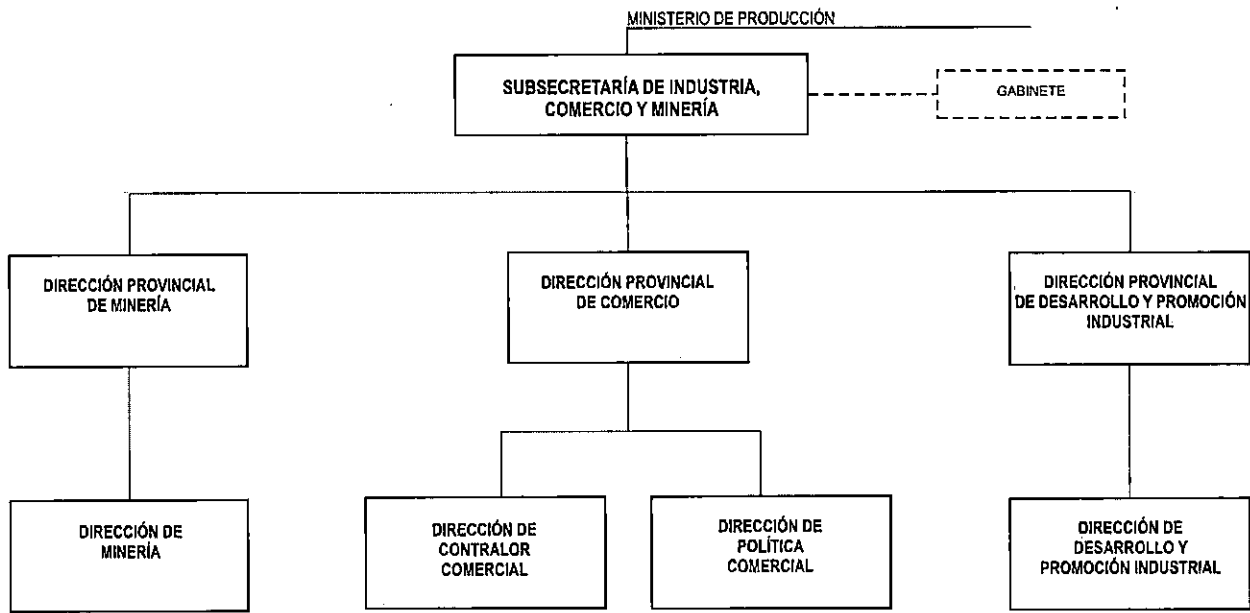 MINISTERIO DE PRODUCCIÓN
SUBSECRETARÍA DE INDUSTRIA,
COMERCIO Y MINERÍA
GABINETE
DIRECCIÓN PROVINCIAL
DE MINERÍA
DIRECCIÓN PROVINCIAL
DE COMERCIO
DIRECCIÓN PROVINCIAL
DE DESARROLLO Y PROMOCIÓN
INDUSTRIAL
DIRECCIÓN DE
MINERÍA
DIRECCIÓN DE
CONTRALOR
COMERCIAL
DIRECCIÓN DE
POLÍTICA
COMERCIAL
DIRECCIÓN DE
DESARROLLO Y
PROMOCIÓN INDUSTRIAL